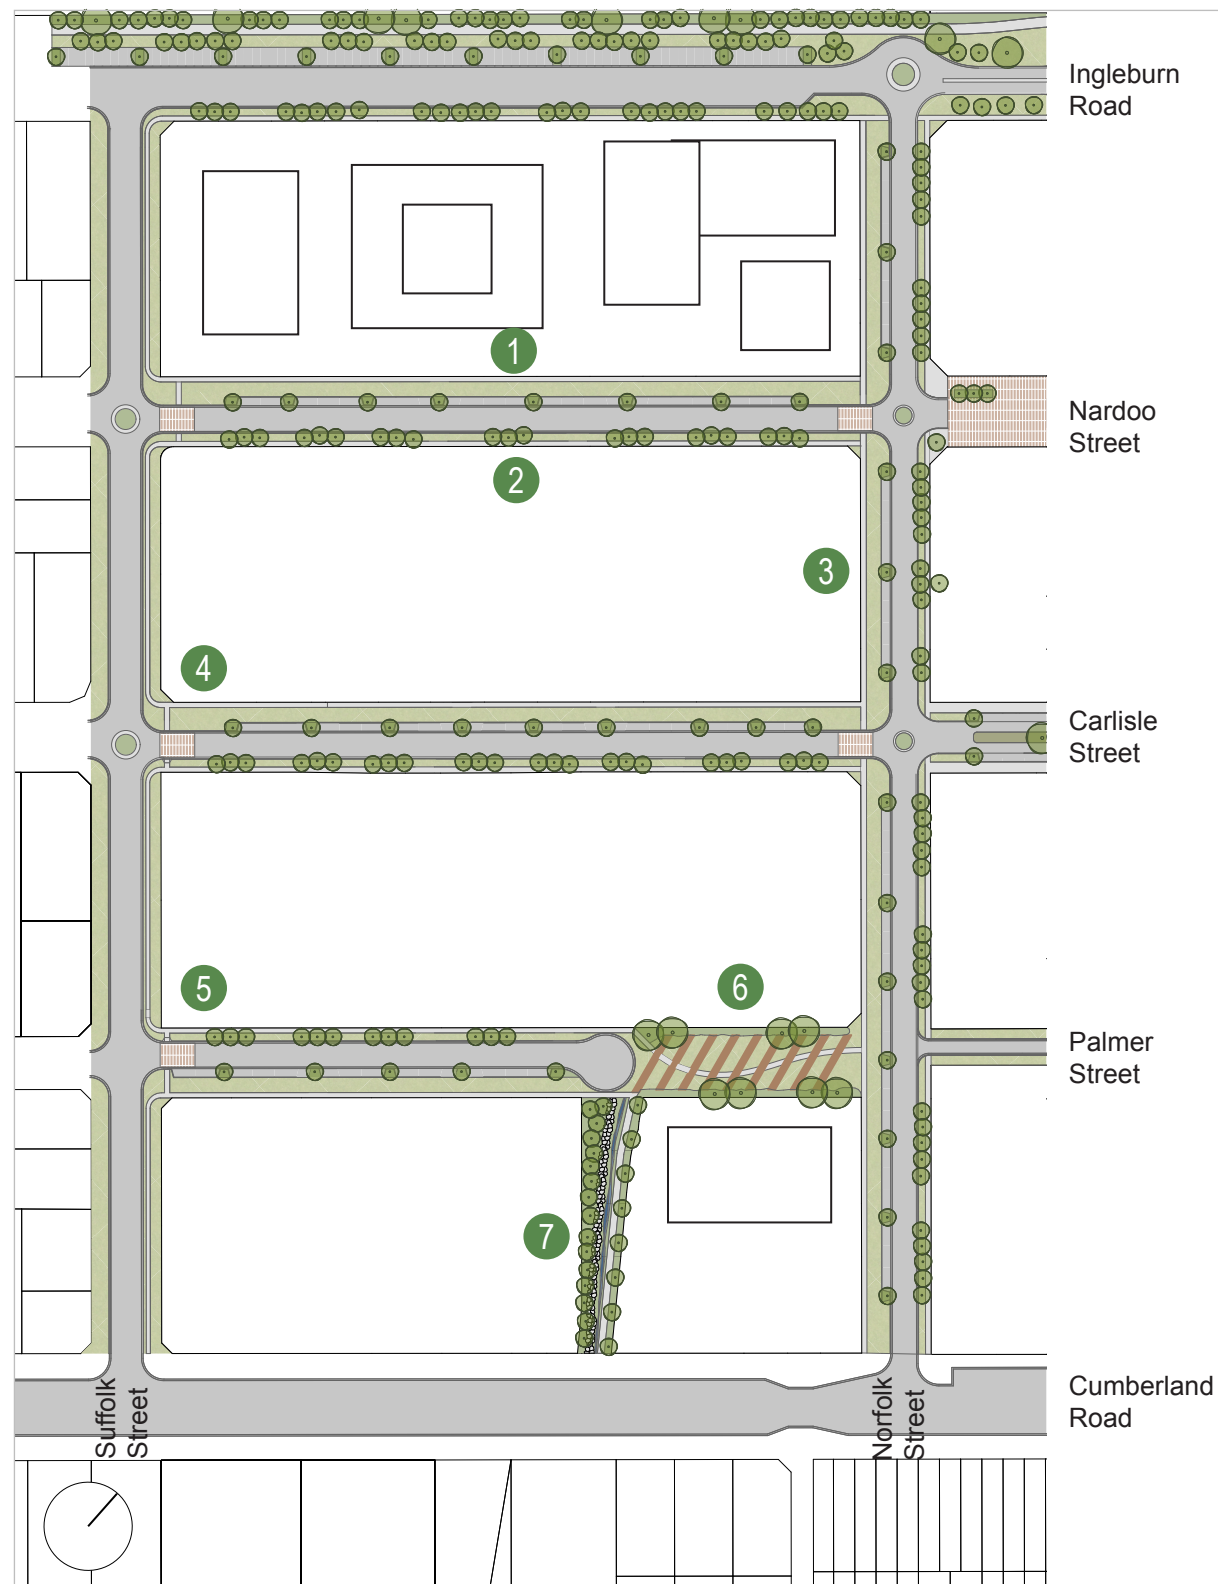 Ingleburn
Road
1
Nardoo
Street
2
3
4
Carlisle
Street
5
6
Palmer
Street
7
Cumberland
Road
Suffolk
Street
Norfolk
Street